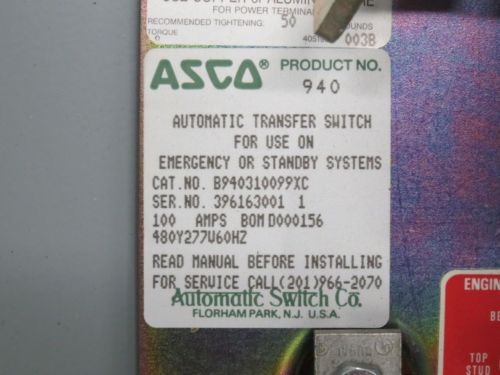 FOR POWER TERMINA
RECOMMENDED TIGHTENING: 50
TORQUE
003B
ASCO® PRODUCT NO.
940
AUTOMATIC TRANSFER SWITCH
FOR USE ON
EMERGENCY OR STANDBY SYSTEMS
CAT.NO. B940310099XC
SER.NO. 396163001 1
100 AMPS BOM D000156
480Y277V60HZ
READ MANUAL BEFORE INSTALLING
FOR SERVICE CALL(201)966-2070
Automatic Switch Co.
FLORHAM PARK, N.J. U.S.A.
ENGIN
BE
TOP
STUD